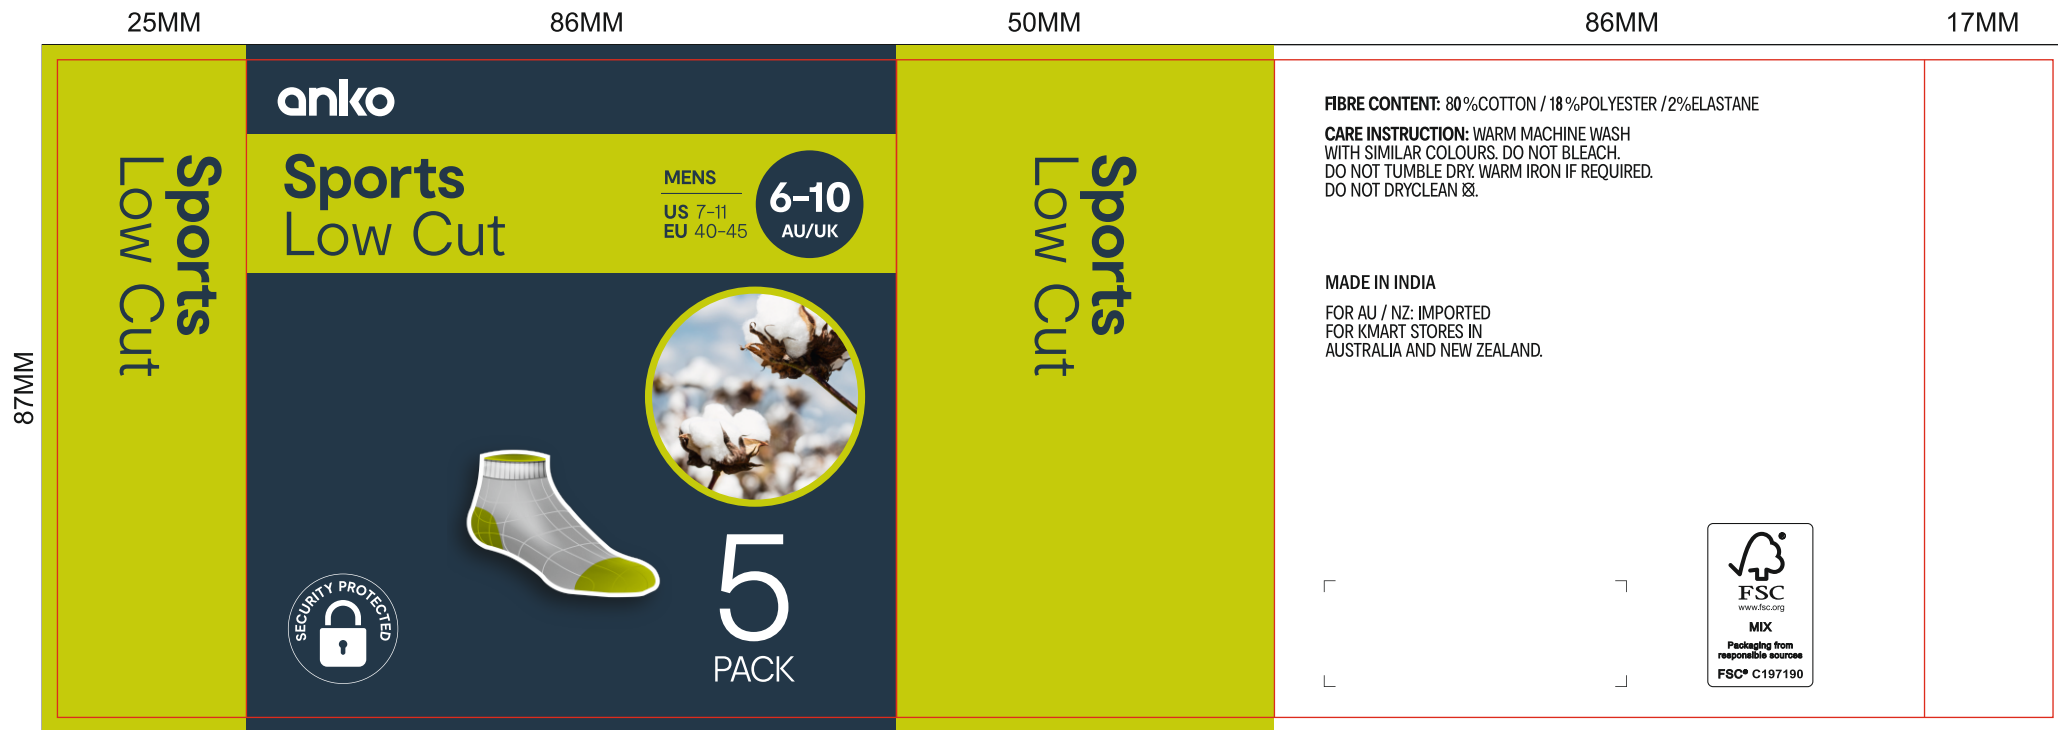 25MM
86MM
50MM
86MM
17MM
87MM
Sports
Low Cut
anko
Sports
Low Cut
MENS
US 7-11
EU 40-45
6-10
AU/UK
SECURITY PROTECTED
5
PACK
Sports
Low Cut
FIBRE CONTENT: 80%COTTON / 18%POLYESTER /2%ELASTANE
CARE INSTRUCTION: WARM MACHINE WASH
WITH SIMILAR COLOURS. DO NOT BLEACH.
DO NOT TUMBLE DRY. WARM IRON IF REQUIRED.
DO NOT DRYCLEAN.
MADE IN INDIA
FOR AU / NZ: IMPORTED
FOR KMART STORES IN
AUSTRALIA AND NEW ZEALAND.
FSC
www.fsc.org
MIX
Packaging from
responsible sources
FSC® C197190